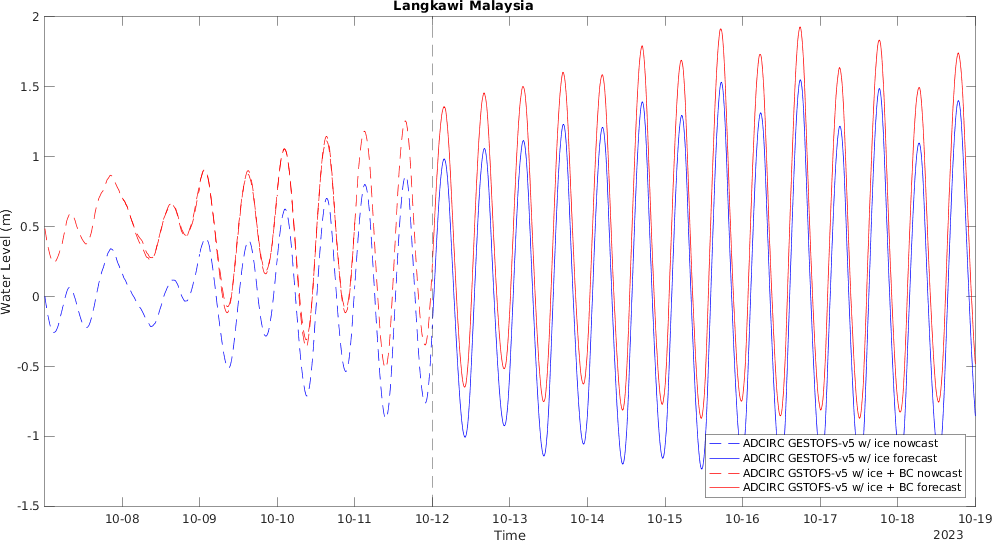 Langkawi Malaysia
Water Level (m)
2
1.5
1
0.5
0
-0.5
-1
-1.5
ADCIRC GESTOFS-v5 w/ ice nowcast
ADCIRC GESTOFS-v5 w/ ice forecast
ADCIRC GSTOFS-v5 w/ ice + BC nowcast
ADCIRC GSTOFS-v5 w/ ice + BC forecast
10-08 10-09 10-10 10-11 10-12 10-13 10-14 10-15 10-16 10-17 10-18 10-19
Time
2023